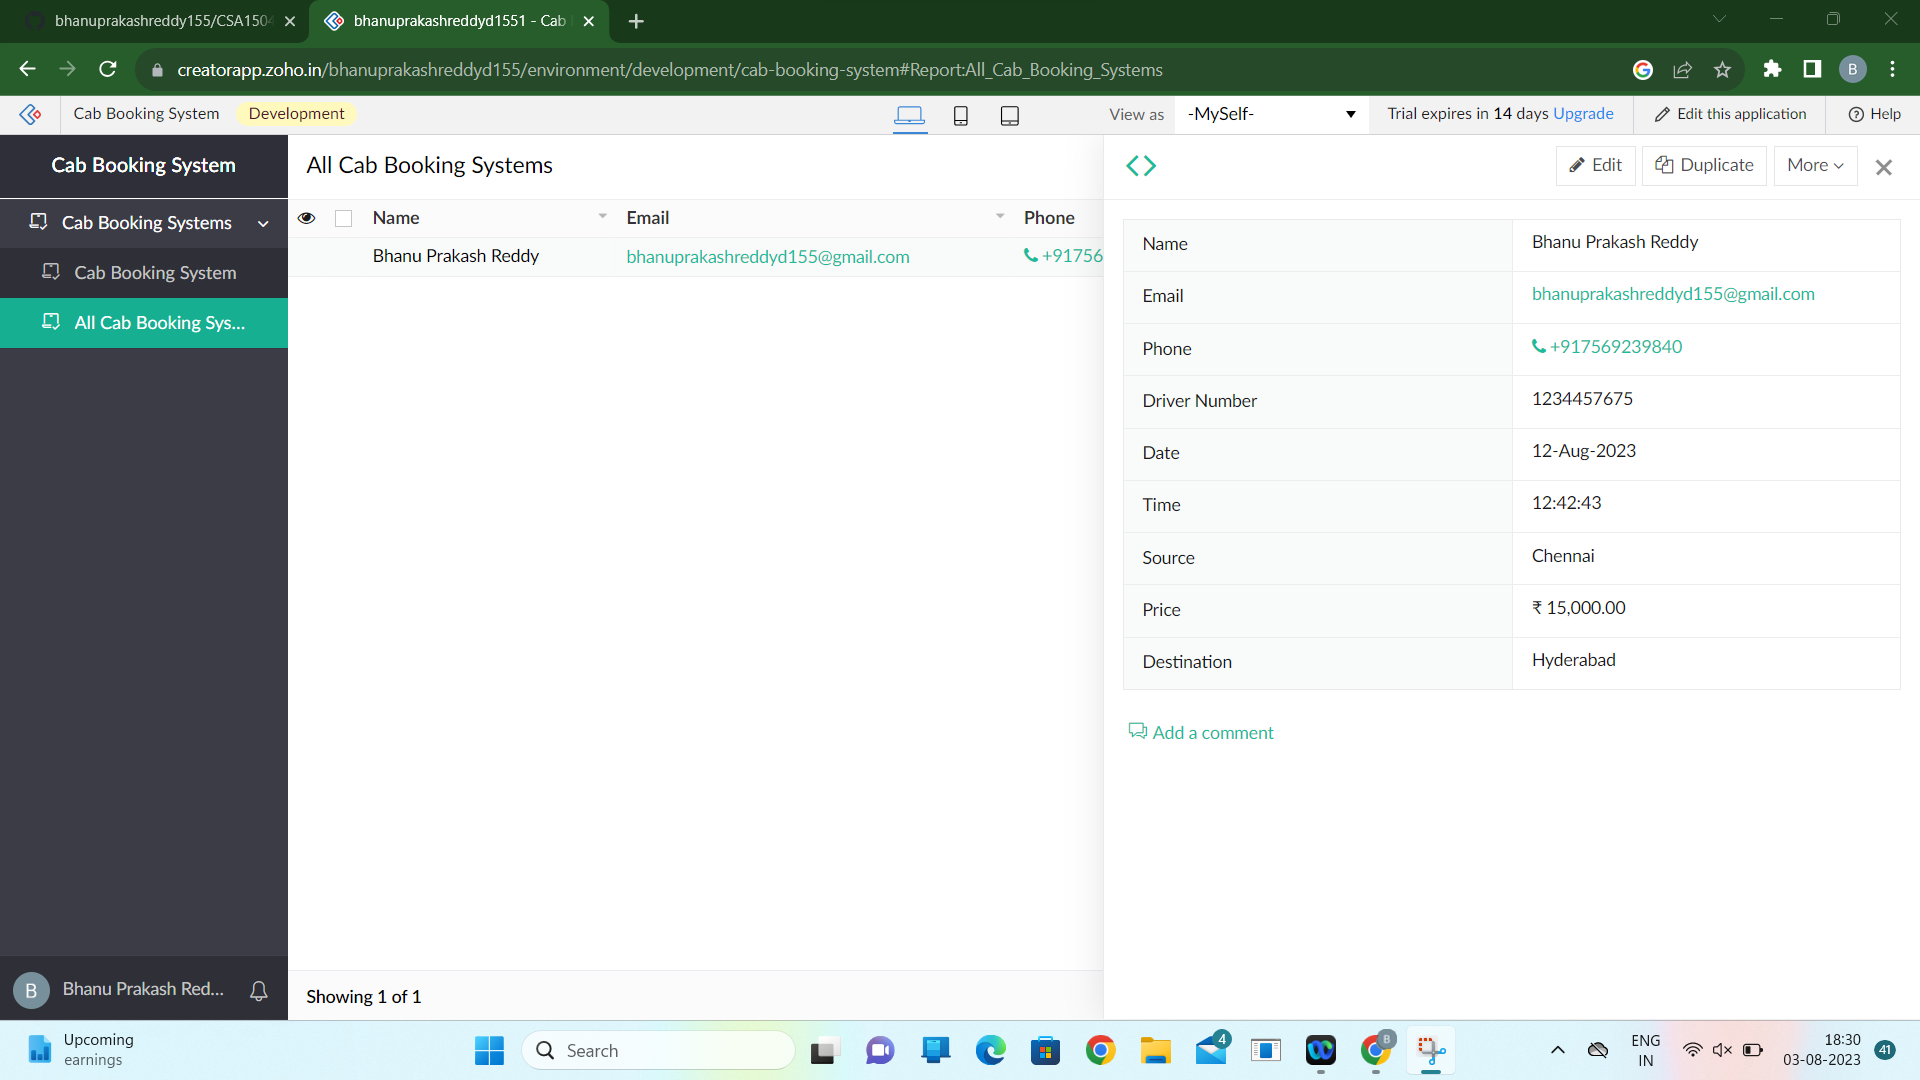 bhanuprakashreddy155/CSA1504
bhanuprakashreddyd1551 - Cab
creatorapp.zoho.in/bhanuprakashreddyd155/environment/development/cab-booking-system#Report:All_Cab_Booking_Systems
B
Cab Booking System
Development
View as
-MySelf-
Trial expires in 14 days Upgrade
Edit this application
Help
Cab Booking System
Cab Booking Systems
Cab Booking System
All Cab Booking Sys...
All Cab Booking Systems
Name
Email
Phone
Bhanu Prakash Reddy
bhanuprakashreddyd155@gmail.com
+91756
Edit
Duplicate
More
Name
Bhanu Prakash Reddy
Email
bhanuprakashreddyd155@gmail.com
Phone
+917569239840
Driver Number
1234457675
Date
12-Aug-2023
Time
12:42:43
Source
Chennai
Price
₹ 15,000.00
Destination
Hyderabad
Add a comment
Showing 1 of 1
B
Bhanu Prakash Red...
Upcoming
earnings
Search
4
B
ENG
IN
18:30
03-08-2023
41